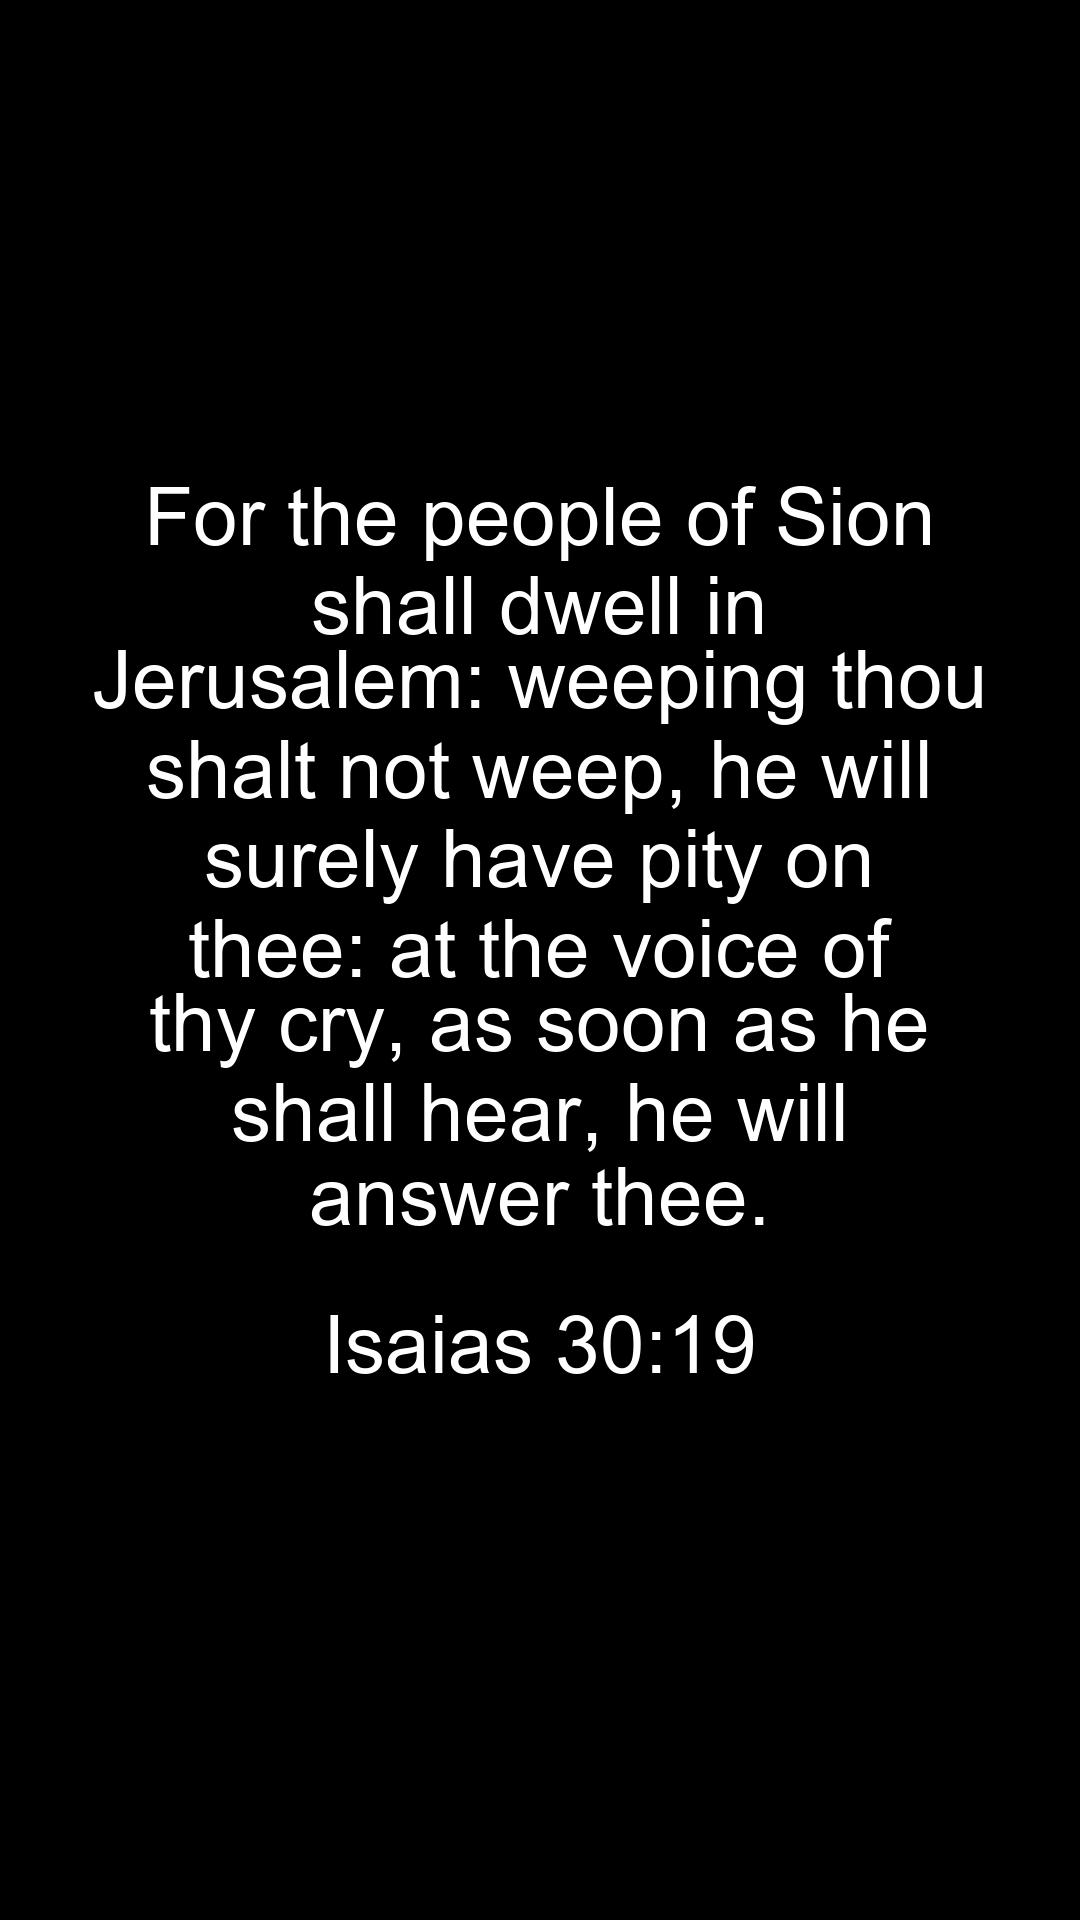 For the people of Sion
shall dwell in
Jerusalem: weeping thou
shalt not weep, he will
surely have pity on
thee: at the voice of
thy cry, as soon as he
shall hear, he will
answer thee.
Isaias 30:19